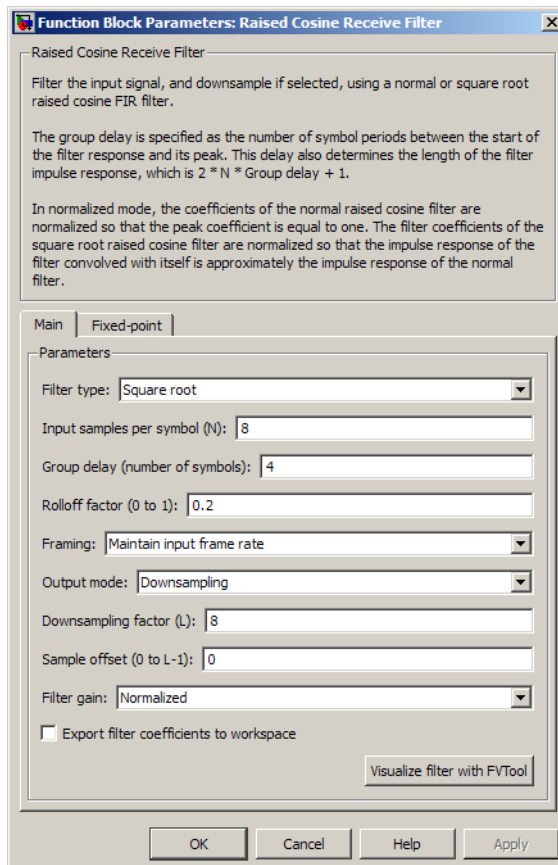 Function Block Parameters: Raised Cosine Receive Filter
Raised Cosine Receive Filter
Filter the input signal, and downsample if selected, using a normal or square root
raised cosine FIR filter.
The group delay is specified as the number of symbol periods between the start of
the filter response and its peak. This delay also determines the length of the filter
impulse response, which is 2 * N * Group delay + 1.
In normalized mode, the coefficients of the normal raised cosine filter are
normalized so that the peak coefficient is equal to one. The filter coefficients of the
square root raised cosine filter are normalized so that the impulse response of the
filter convolved with itself is approximately the impulse response of the normal
filter.
Main Fixed-point
Parameters
Filter type: Square root
Input samples per symbol (N): 8
Group delay (number of symbols): 4
Rolloff factor (0 to 1): 0.2
Framing: Maintain input frame rate
Output mode: Downsampling
Downsampling factor (L): 8
Sample offset (0 to L-1): 0
Filter gain: Normalized
Export filter coefficients to workspace
Visualize filter with FVTool
OK Cancel Help Apply